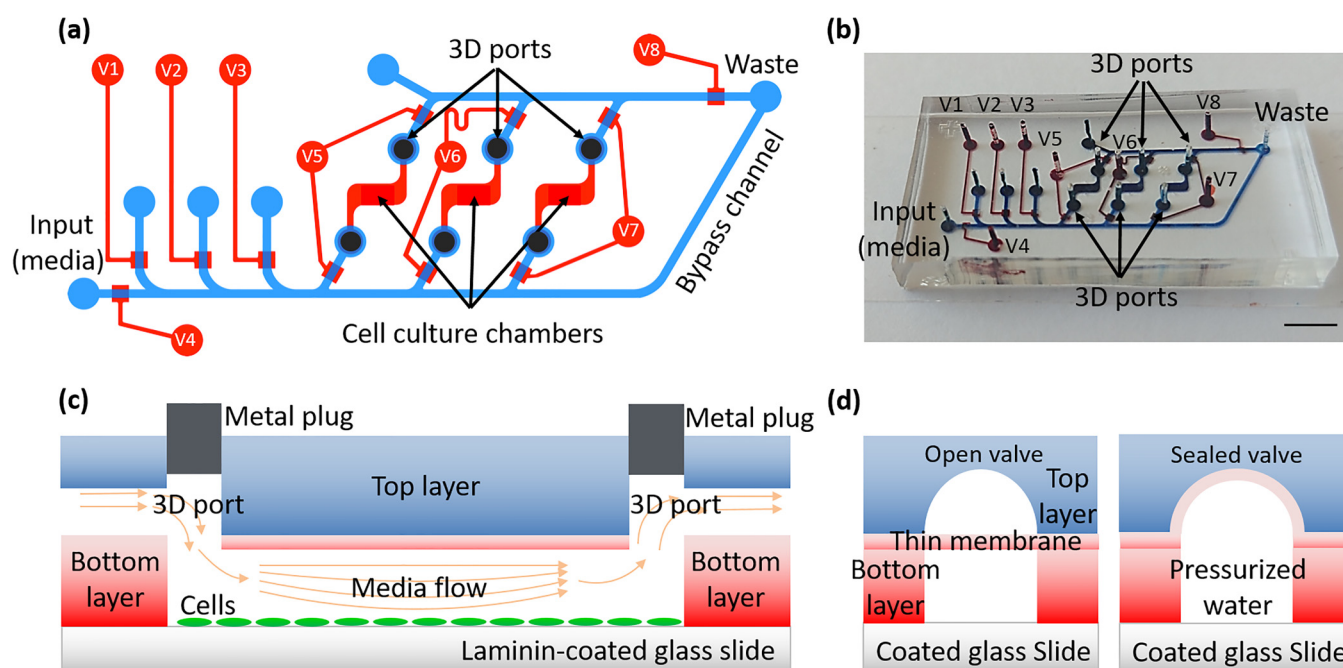 (a)
V1
V2
V3
3D ports
V8
Waste
V5
V6
V7
Input
(media)
V4
Bypass channel
Cell culture chambers
(b)
3D ports
V1 V2 V3
V8
Waste
V5
V6
V7
Input
(media)
V4
3D ports
(c)
Metal plug
Metal plug
Top layer
3D port
3D port
Bottom
layer
Media flow
Bottom
layer
Cells
Laminin-coated glass slide
(d)
Open valve
Top
layer
Thin membrane
Bottom
layer
Coated glass Slide
Sealed valve
Pressurized
water
Coated glass Slide